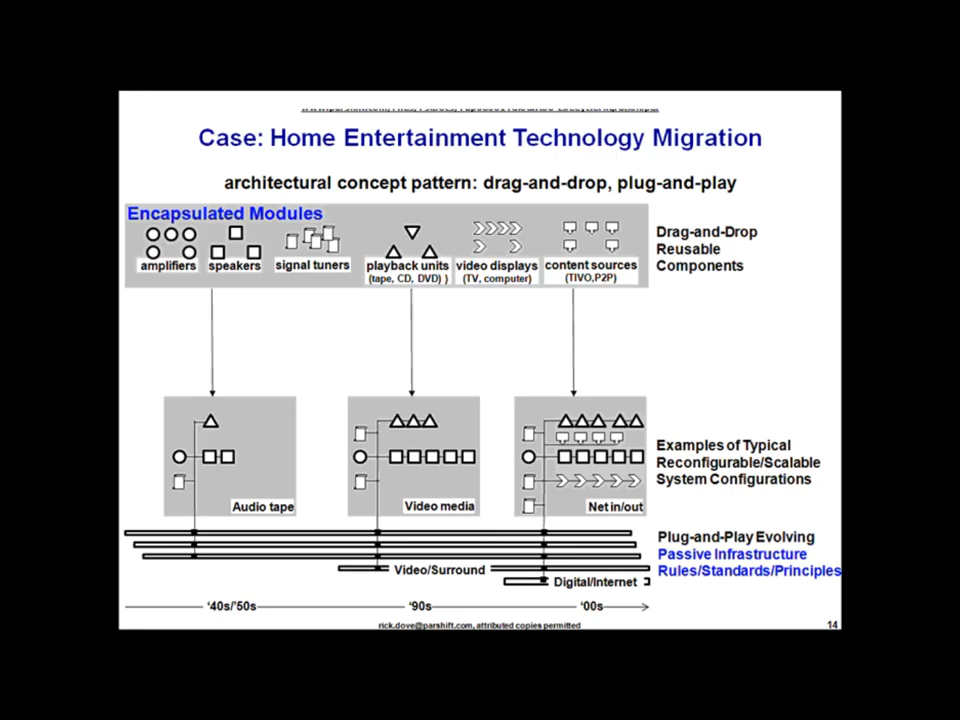 Case: Home Entertainment Technology Migration
architectural concept pattern: drag-and-drop, plug-and-play
Encapsulated Modules
amplifiers
speakers
signal tuners
playback units
(tape, CD, DVD) )
video displays
(TV, computer)
content sources
(TIVO,P2P)
Drag-and-Drop
Reusable
Components
Audio tape
Video media
Net in/out
Examples of Typical
Reconfigurable/Scalable
System Configurations
Plug-and-Play Evolving
Passive Infrastructure
Rules/Standards/Principles
Video/Surround
Digital/Internet
‘40s/’50s
‘90s
‘00s
rick.dove@parshift.com, attributed copies permitted
14